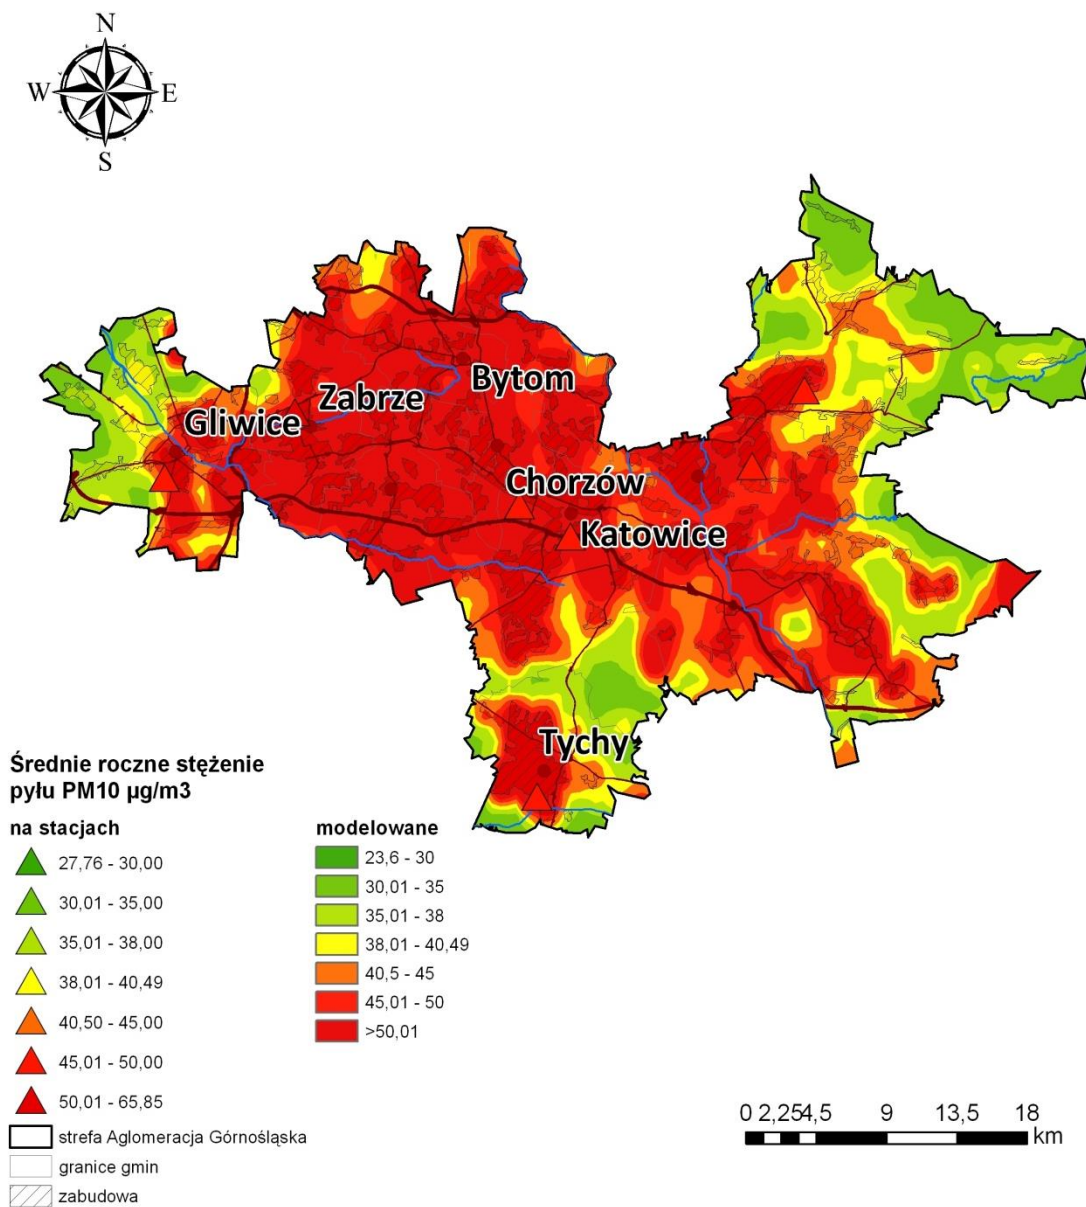 N
W E
S
Bytom
Zabrze
Gliwice
Chorzów
Katowice
Tychy
Średnie roczne stężenie
pyłu PM10 µg/m3
na stacjach
27,76 - 30,00
30,01 - 35,00
35,01 - 38,00
38,01 - 40,49
40,50 - 45,00
45,01 - 50,00
50,01 - 65,85
strefa Aglomeracja Górnośląska
granice gmin
zabudowa
modelowane
23,6 - 30
30,01 - 35
35,01 - 38
38,01 - 40,49
40,5 - 45
45,01 - 50
>50,01
0 2,25 4,5 9 13,5 18
km